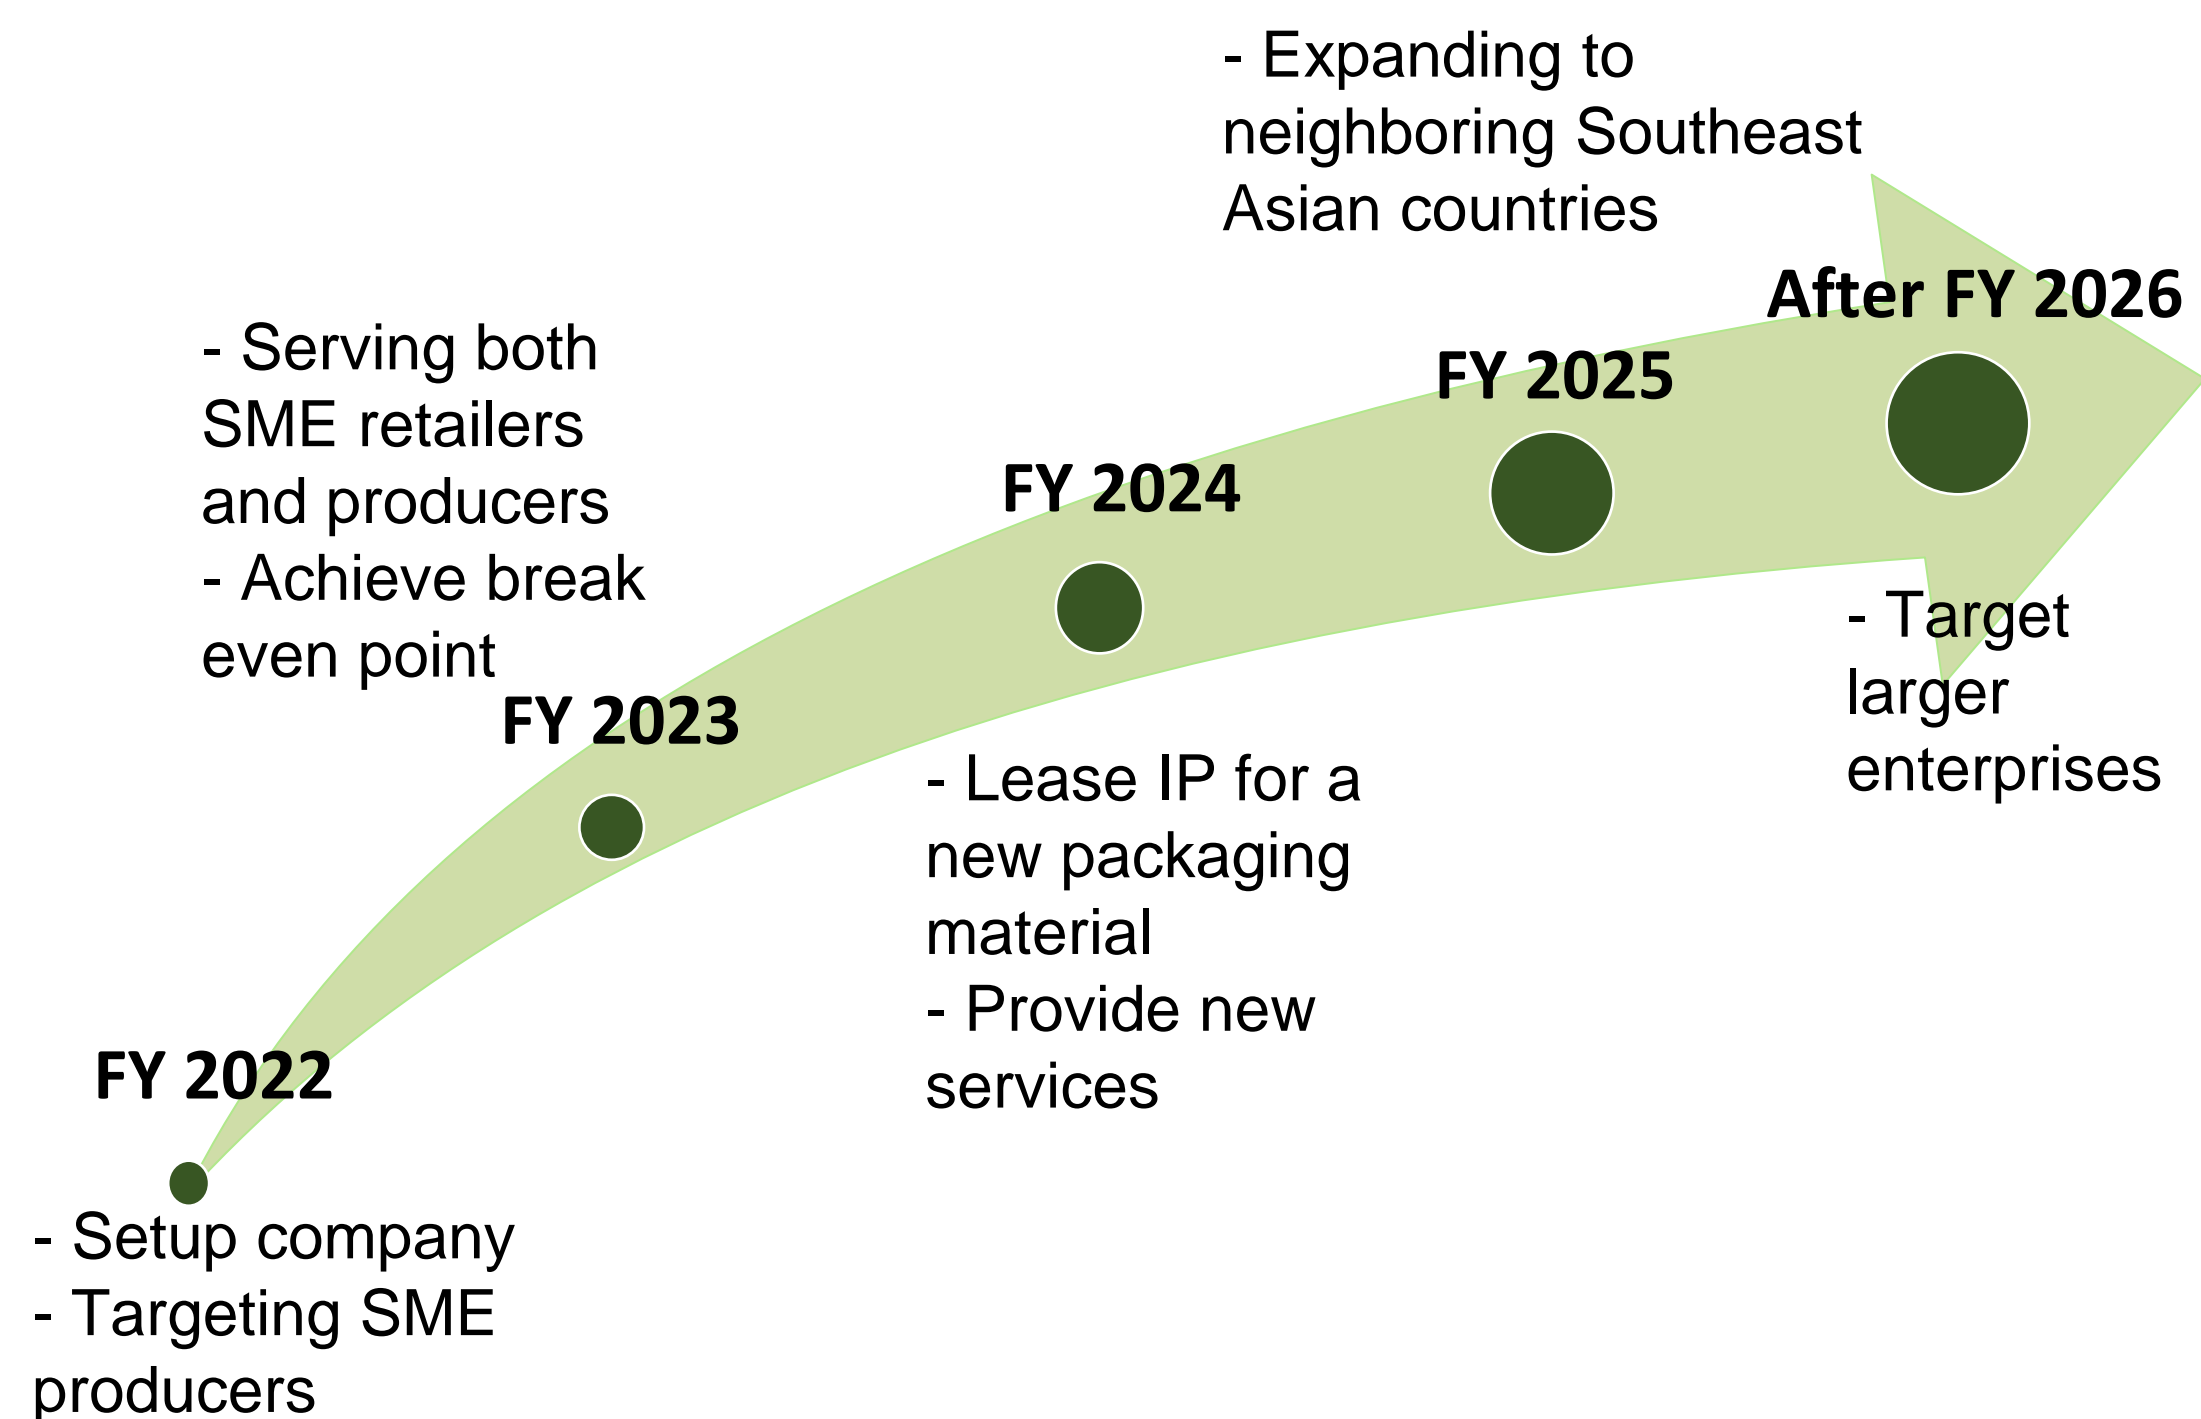 - Expanding to
neighboring Southeast
Asian countries
After FY 2026
- Serving both
SME retailers
and producers
- Achieve break
even point
FY 2025
FY 2024
- Target
larger
enterprises
FY 2023
- Lease IP for a
new packaging
material
- Provide new
services
FY 2022
- Setup company
- Targeting SME
producers